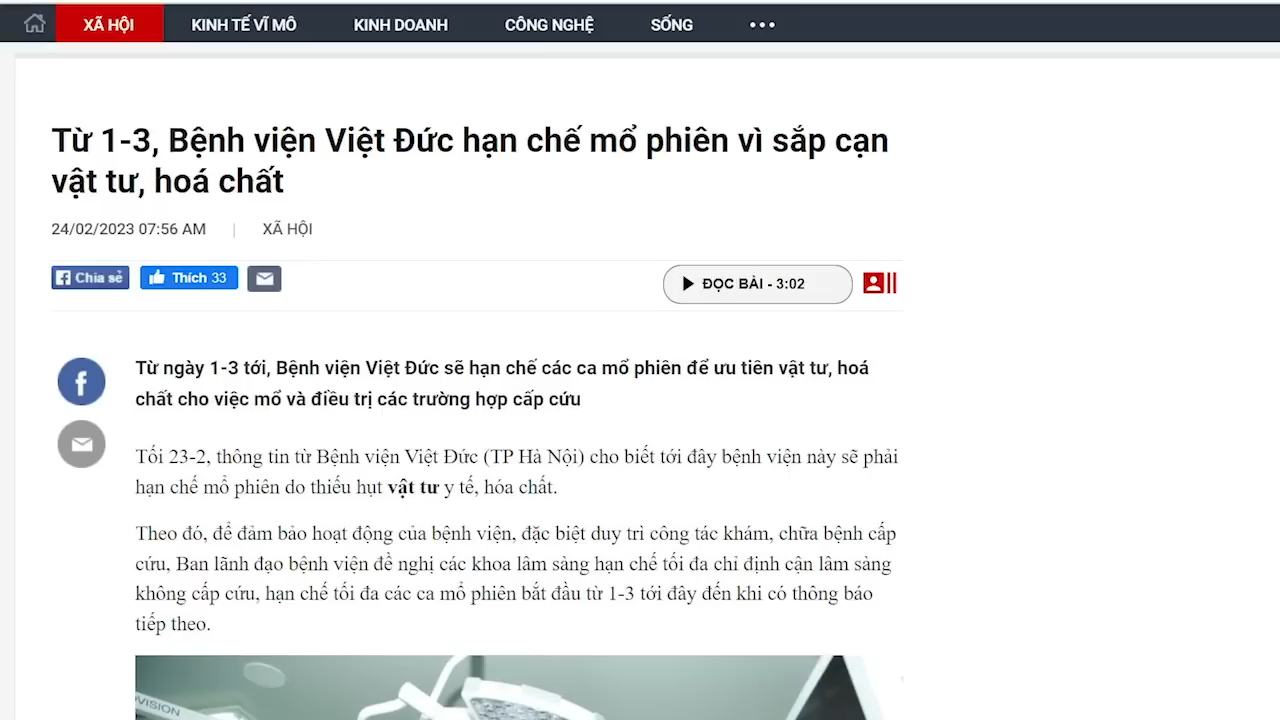 XÃ HỘI
KINH TẾ VĨ MÔ
KINH DOANH
CÔNG NGHỆ
SỐNG
Từ 1-3, Bệnh viện Việt Đức hạn chế mổ phiên vì sắp cạn
vật tư, hoá chất
24/02/2023 07:56 AM | XÃ HỘI
Chia sẻ
Thích 33
ĐỌC BÀI - 3:02
Từ ngày 1-3 tới, Bệnh viện Việt Đức sẽ hạn chế các ca mổ phiên để ưu tiên vật tư, hoá
chất cho việc mổ và điều trị các trường hợp cấp cứu
Tối 23-2, thông tin từ Bệnh viện Việt Đức (TP Hà Nội) cho biết tới đây bệnh viện này sẽ phải
hạn chế mổ phiên do thiếu hụt vật tư y tế, hóa chất.
Theo đó, để đảm bảo hoạt động của bệnh viện, đặc biệt duy trì công tác khám, chữa bệnh cấp
cứu, Ban lãnh đạo bệnh viện đề nghị các khoa lâm sàng hạn chế tối đa chỉ định cận lâm sàng
không cấp cứu, hạn chế tối đa các ca mổ phiên bắt đầu từ 1-3 tới đây đến khi có thông báo
tiếp theo.
VISION